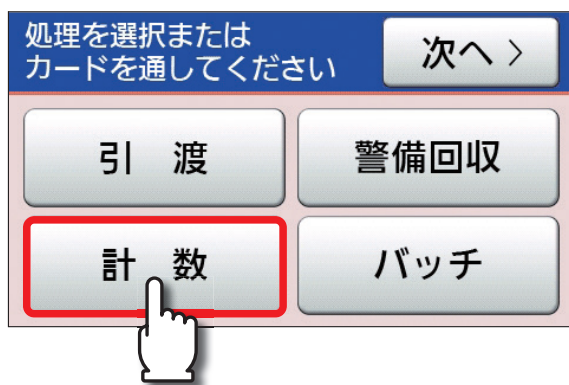 処理を選択または
カードを通してください
次へ 〉
引　渡
警備回収
計　数
バッチ